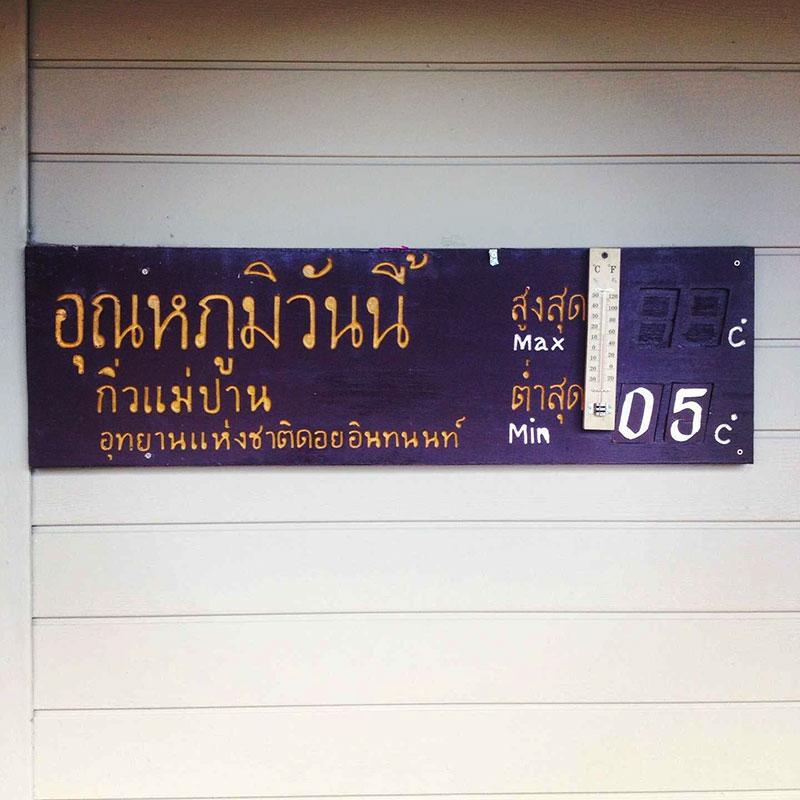 อุณหภูมิวันนี้
กิ่วแม่ปาน
อุทยานแห่งชาติดอยอินทนนท์
สูงสุด
Max
C
ต่ำสุด
Min
05 C
C F